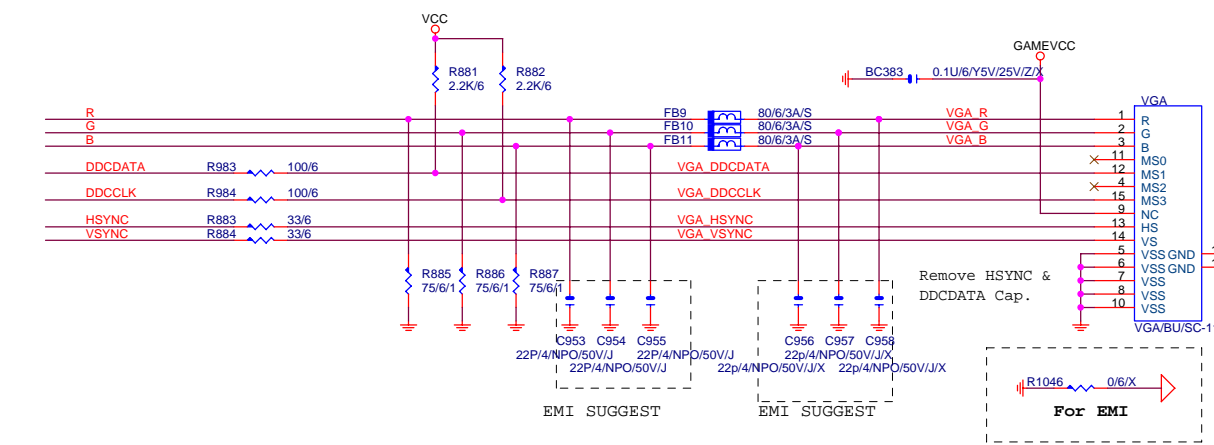 VCC
GAMEVCC
R881
2.2K/6
R882
2.2K/6
BC383
0.1U/6/Y5V/25V/Z/X
VGA
R
FB9
80/6/3A/S
VGA_R
1
R
G
FB10
80/6/3A/S
VGA_G
2
G
B
FB11
80/6/3A/S
VGA_B
3
B
11
MS0
DDCDATA
R983
100/6
VGA_DDCDATA
12
MS1
4
MS2
DDCCLK
R984
100/6
VGA_DDCCLK
15
MS3
9
NC
HSYNC
R883
33/6
VGA_HSYNC
13
HS
VSYNC
R884
33/6
VGA_VSYNC
14
VS
5
VSS GND
6
VSS GND
7
VSS
8
VSS
10
VSS
R885
75/6/1
R886
75/6/1
R887
75/6/1
Remove HSYNC &
DDCDATA Cap.
C953
22P/4/NPO/50V/J
C954
22P/4/NPO/50V/J
C955
22P/4/NPO/50V/J
C956
22p/4/NPO/50V/J/X
C957
22p/4/NPO/50V/J/X
C958
22p/4/NPO/50V/J/X
EMI SUGGEST
EMI SUGGEST
R1046
0/6/X
For EMI